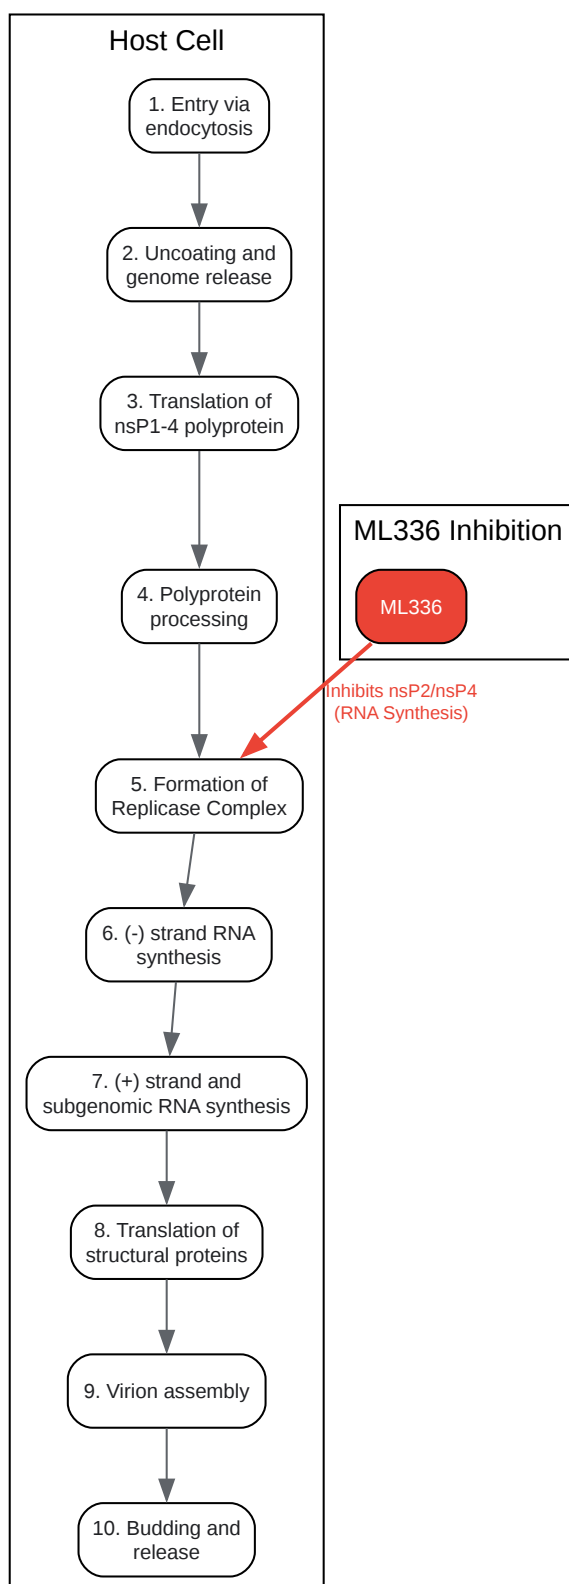 Host Cell
1. Entry via
endocytosis
2. Uncoating and
genome release
3. Translation of
nsP1-4 polyprotein
ML336 Inhibition
4. Polyprotein
processing
ML336
Inhibits nsP2/nsP4
(RNA Synthesis)
5. Formation of
Replicase Complex
6. (-) strand RNA
synthesis
7. (+) strand and
subgenomic RNA synthesis
8. Translation of
structural proteins
9. Virion assembly
10. Budding and
release